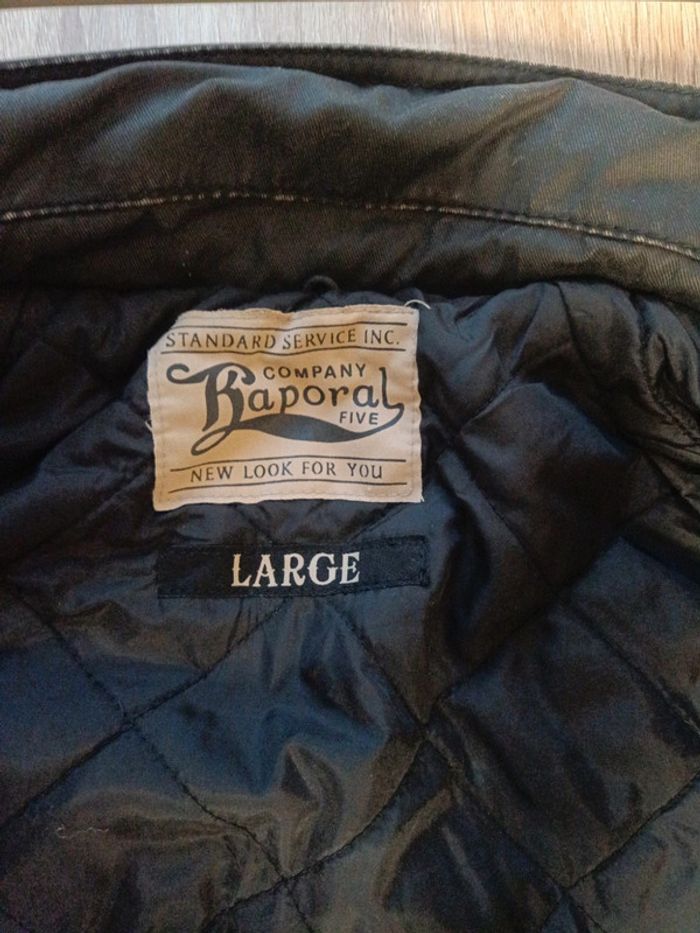 STANDARD SERVICE INC.
COMPANY
Kaporal
FIVE
NEW LOOK FOR YOU
LARGE